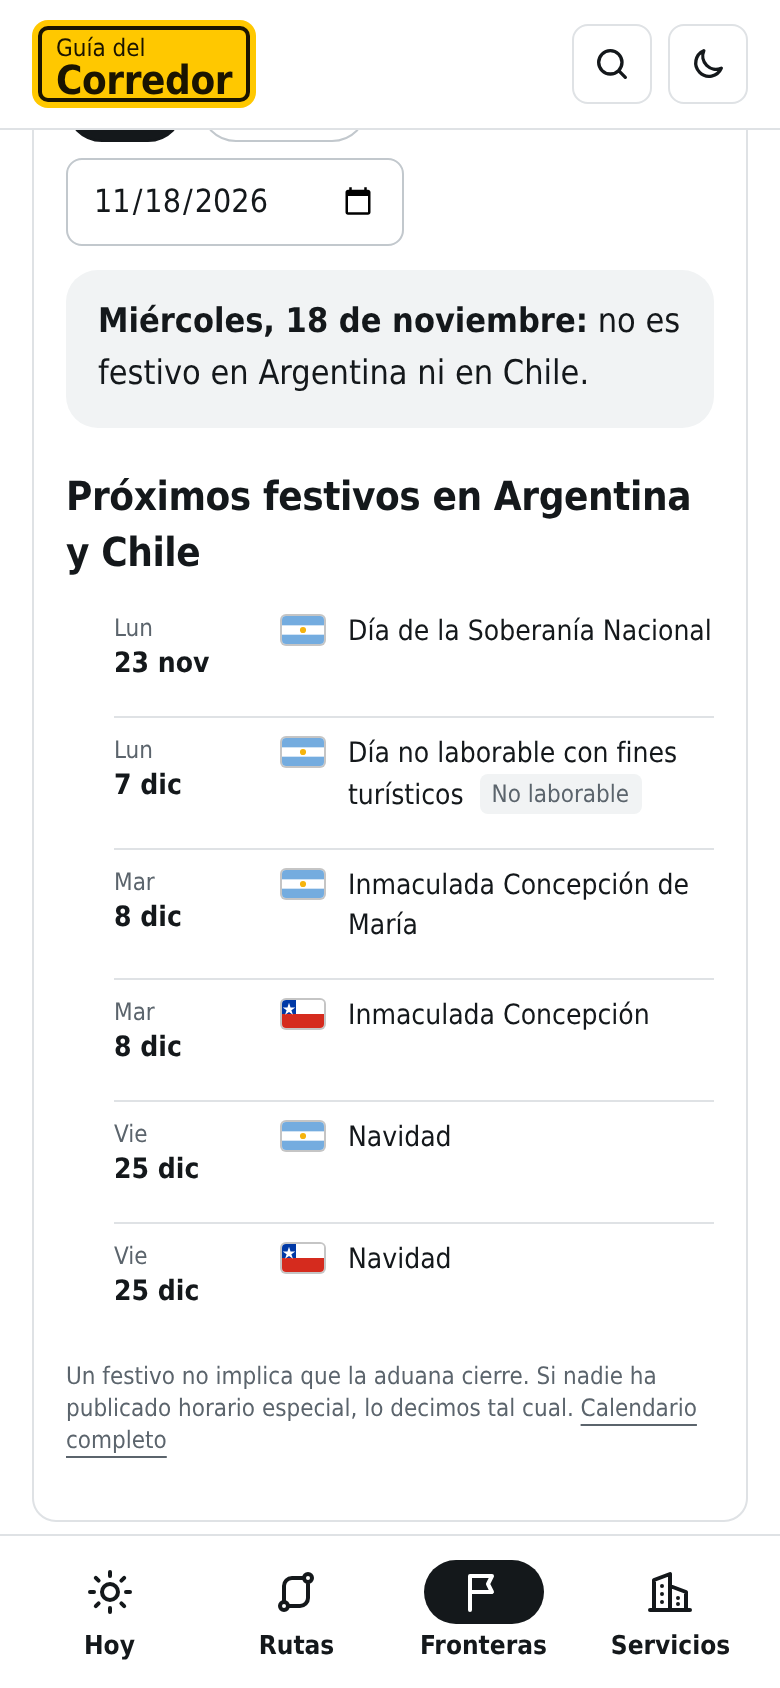 Guía del
Corredor
11/18/2026
Miércoles, 18 de noviembre: no es
festivo en Argentina ni en Chile.
Próximos festivos en Argentina
y Chile
Lun
23 nov
Día de la Soberanía Nacional
Lun
7 dic
Día no laborable con fines
turísticos No laborable
Mar
8 dic
Inmaculada Concepción de
María
Mar
8 dic
Inmaculada Concepción
Vie
25 dic
Navidad
Vie
25 dic
Navidad
Un festivo no implica que la aduana cierre. Si nadie ha
publicado horario especial, lo decimos tal cual. Calendario
completo
Hoy
Rutas
Fronteras
Servicios